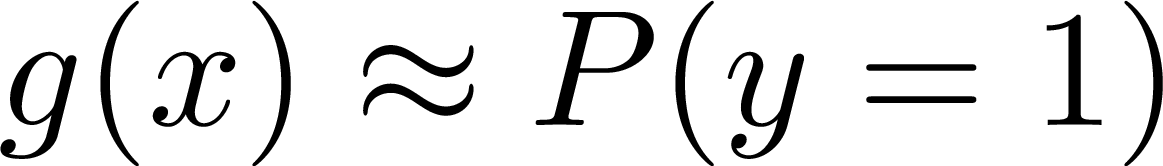 g(x) ≈ P(y = 1)